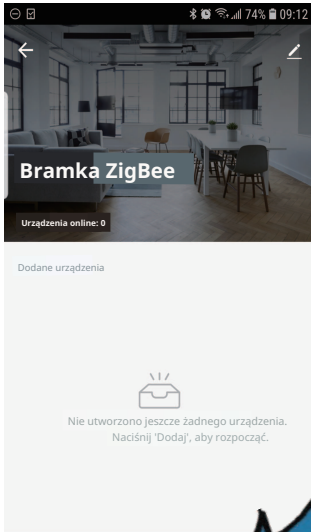 74% 09:12
Bramka ZigBee
Urządzenia online: 0
Dodane urządzenia
Nie utworzono jeszcze żadnego urządzenia.
Naciśnij 'Dodaj', aby rozpocząć.